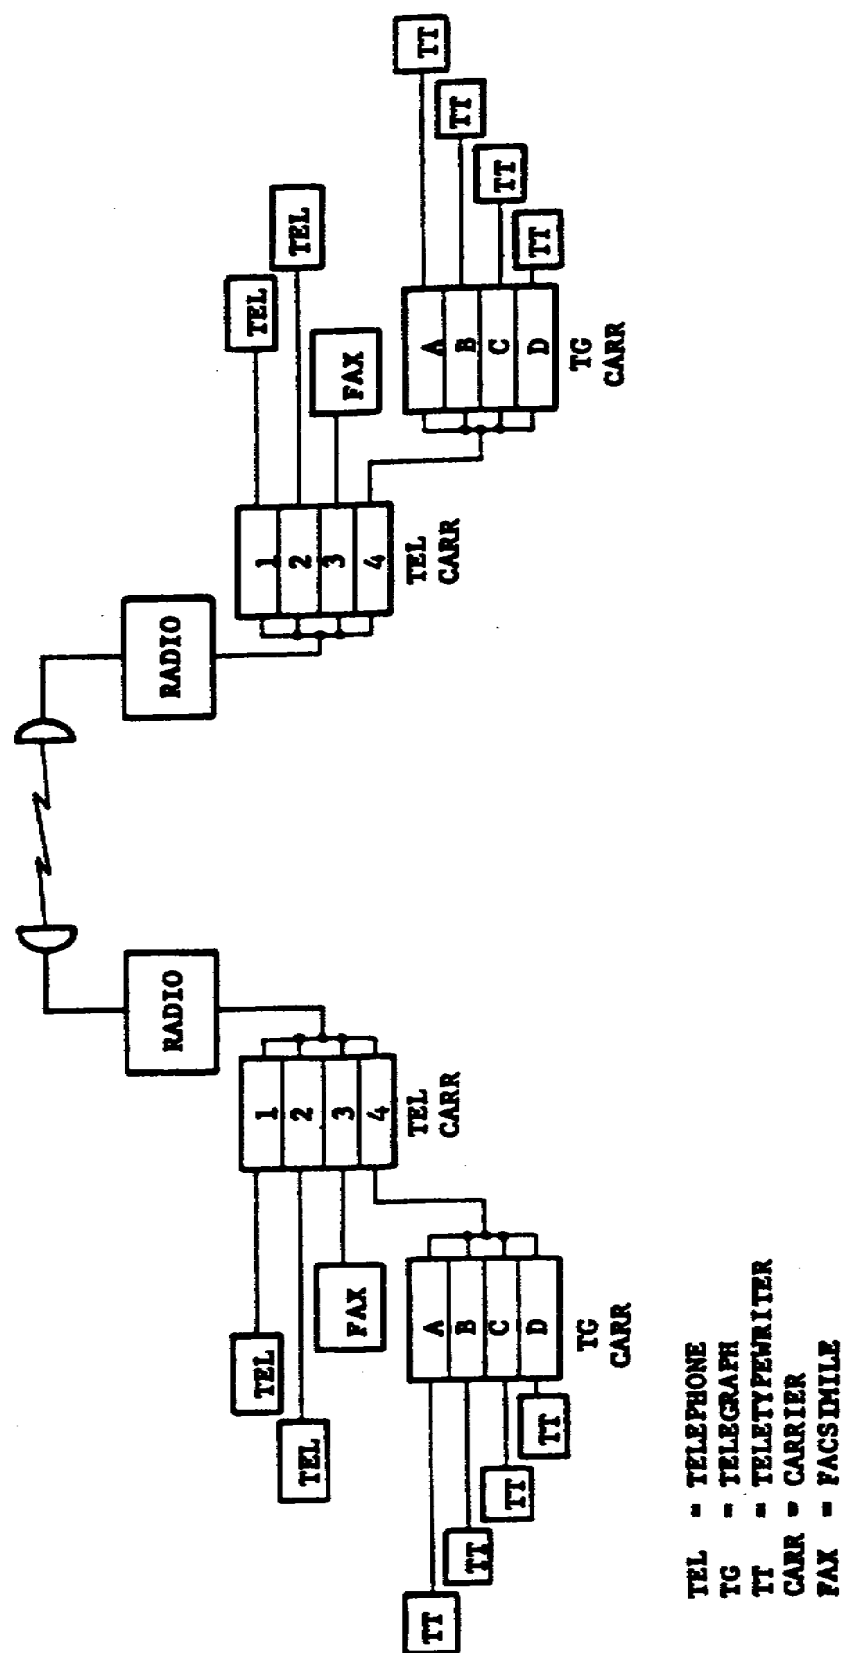 RADIO
RADIO
TEL
1
1
TEL
TEL
2
2
TEL
FAX
3
3
FAX
4
4
TEL
CARR
TEL
CARR
TT
A
A
TT
TT
B
B
TT
TT
C
C
TT
TT
D
D
TT
TG
CARR
TG
CARR
TEL = TELEPHONE
TG = TELEGRAPH
TT = TELETYPEWRITER
CARR = CARRIER
FAX = FACSIMILE